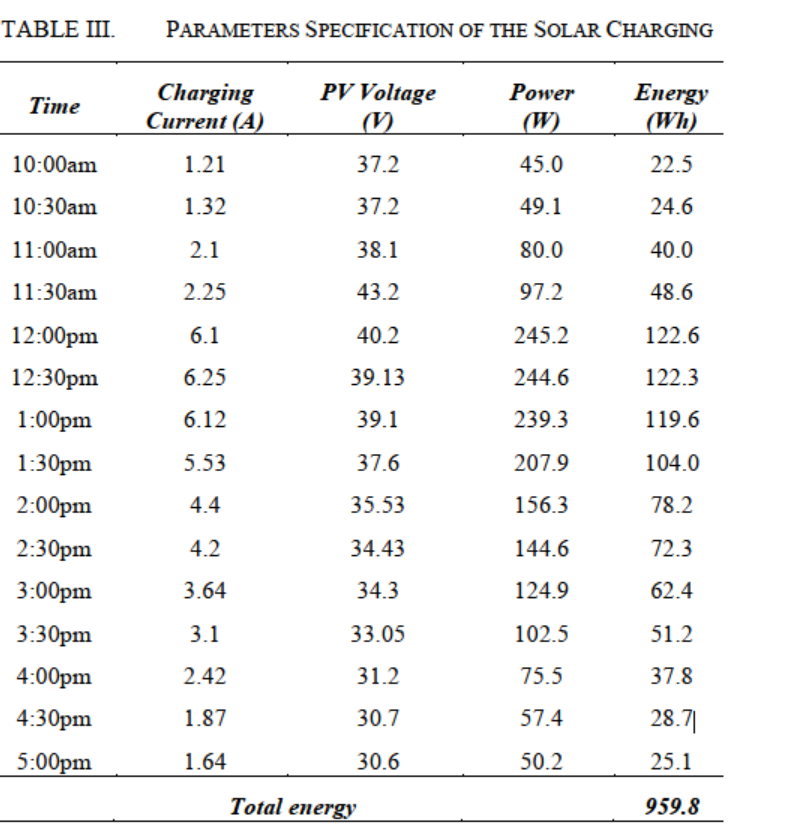 TABLE III. PARAMETERS SPECIFICATION OF THE SOLAR CHARGING
Time Charging Current (A) PV Voltage (V) Power (W) Energy (Wh)
10:00am 1.21 37.2 45.0 22.5
10:30am 1.32 37.2 49.1 24.6
11:00am 2.1 38.1 80.0 40.0
11:30am 2.25 43.2 97.2 48.6
12:00pm 6.1 40.2 245.2 122.6
12:30pm 6.25 39.13 244.6 122.3
1:00pm 6.12 39.1 239.3 119.6
1:30pm 5.53 37.6 207.9 104.0
2:00pm 4.4 35.53 156.3 78.2
2:30pm 4.2 34.43 144.6 72.3
3:00pm 3.64 34.3 124.9 62.4
3:30pm 3.1 33.05 102.5 51.2
4:00pm 2.42 31.2 75.5 37.8
4:30pm 1.87 30.7 57.4 28.7
5:00pm 1.64 30.6 50.2 25.1
Total energy 959.8